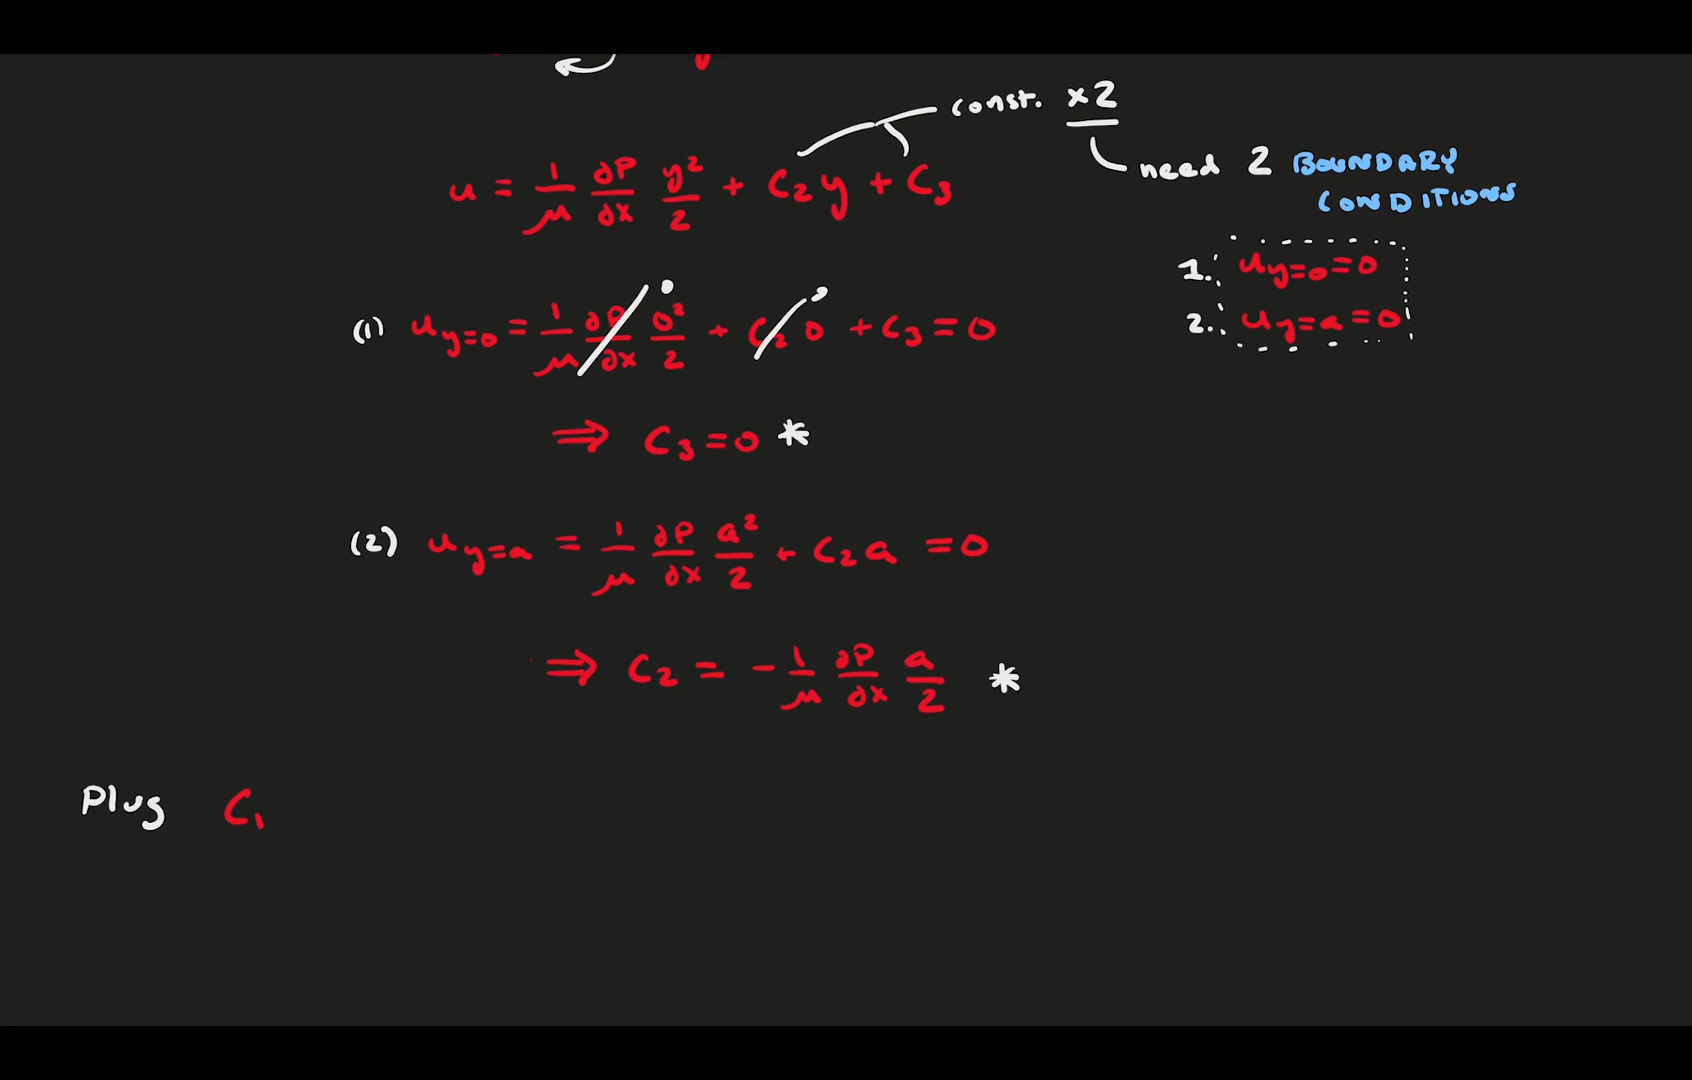 const. ×2
need 2 BOUNDARY
CONDITIONS
u = 1/μ ∂P/∂x y²/2 + C₂y + C₃
1. u_{y=0} = 0
2. u_{y=a} = 0
(1) u_{y=0} = 1/μ ∂P/∂x 0²/2 + C₂ 0 + C₃ = 0
⇒ C₃ = 0 *
(2) u_{y=a} = 1/μ ∂P/∂x a²/2 + C₂a = 0
⇒ C₂ = - 1/μ ∂P/∂x a/2 *
Plug C₁